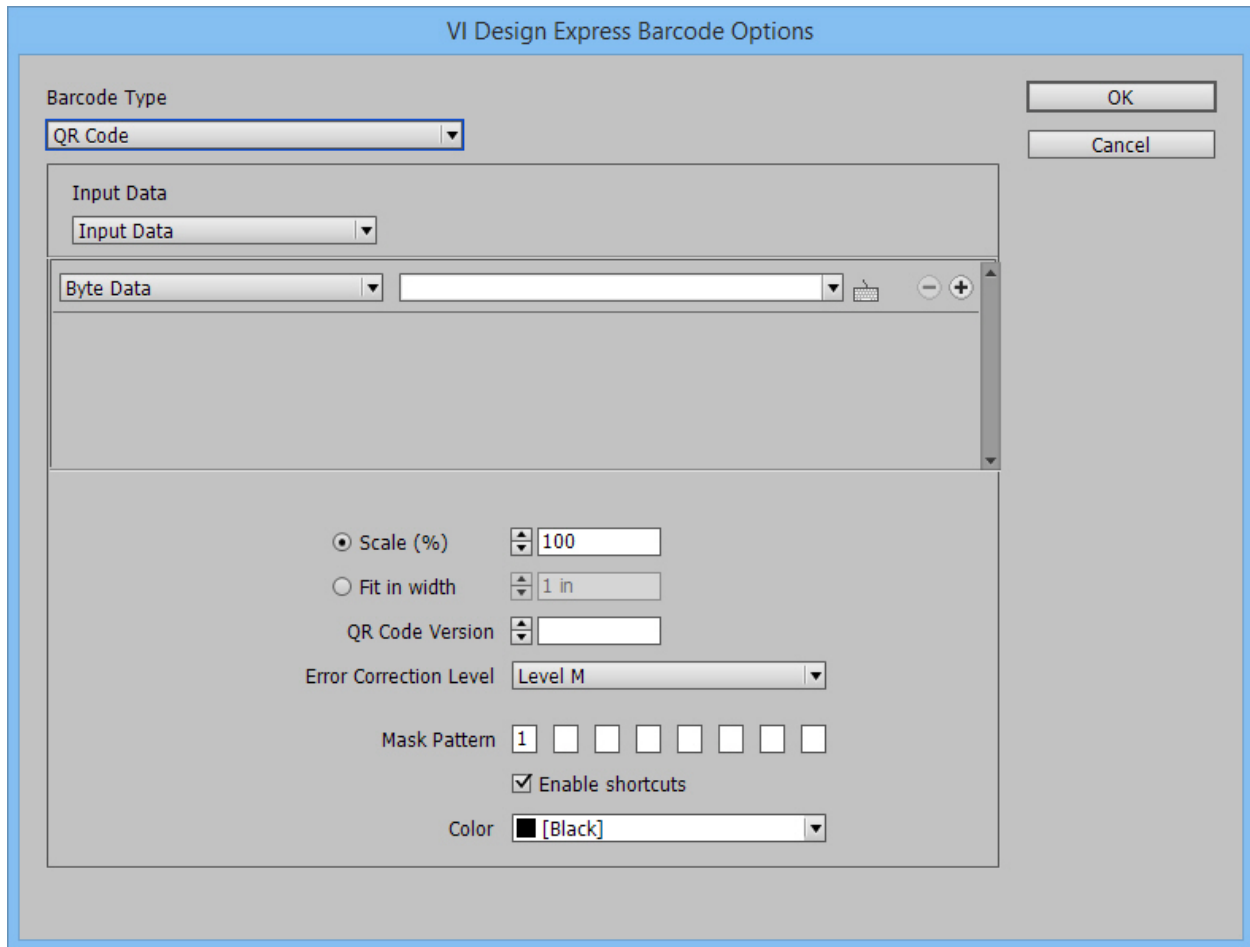 VI Design Express Barcode Options
Barcode Type
OK
QR Code
Cancel
Input Data
Input Data
Byte Data
Scale (%) 100
Fit in width 1 in
QR Code Version
Error Correction Level Level M
Mask Pattern 1
Enable shortcuts
Color [Black]